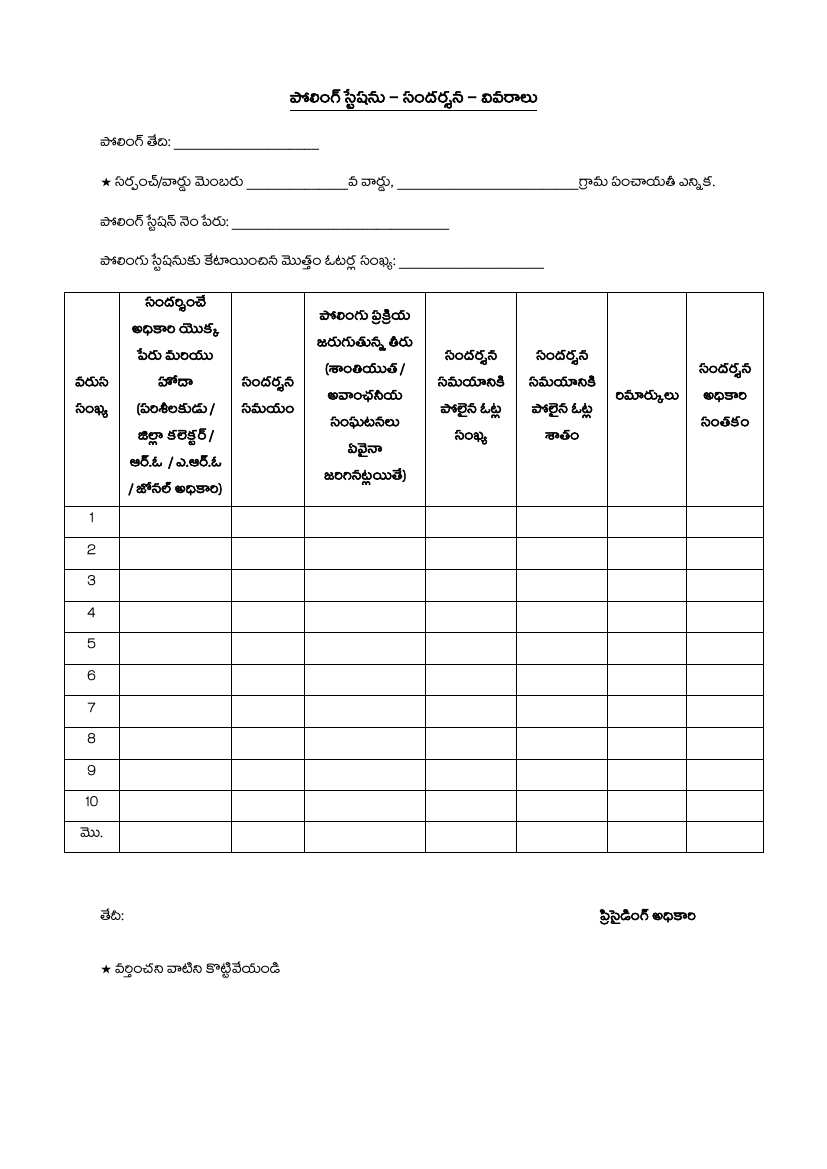 పోలింగ్ స్టేషను – సందర్శన – వివరాలు
పోలింగ్ తేది: ____________________
★ సర్పంచ్/వార్డు మెంబరు ______________వ వార్డు, _________________________గ్రామ పంచాయతీ ఎన్నిక.
పోలింగ్ స్టేషన్ నెం పేరు: ______________________________
పోలింగు స్టేషనుకు కేటాయించిన మొత్తం ఓటర్ల సంఖ్య: ____________________
వరుస
సంఖ్య
సందర్శించే
అధికారి యొక్క
పేరు మరియు
హోదా
(పరిశీలకుడు /
జిల్లా కలెక్టర్ /
ఆర్.ఓ / ఎ.ఆర్.ఓ
/ జోనల్ అధికారి)
సందర్శన
సమయం
పోలింగు ప్రక్రియ
జరుగుతున్న తీరు
(శాంతియుత /
అవాంఛనీయ
సంఘటనలు
ఏవైనా
జరిగినట్లయితే)
సందర్శన
సమయానికి
పోలైన ఓట్ల
సంఖ్య
సందర్శన
సమయానికి
పోలైన ఓట్ల
శాతం
రిమార్కులు
సందర్శన
అధికారి
సంతకం
1
2
3
4
5
6
7
8
9
10
మొ.
తేదీ: ప్రిసైడింగ్ అధికారి
★ వర్తించని వాటిని కొట్టివేయండి